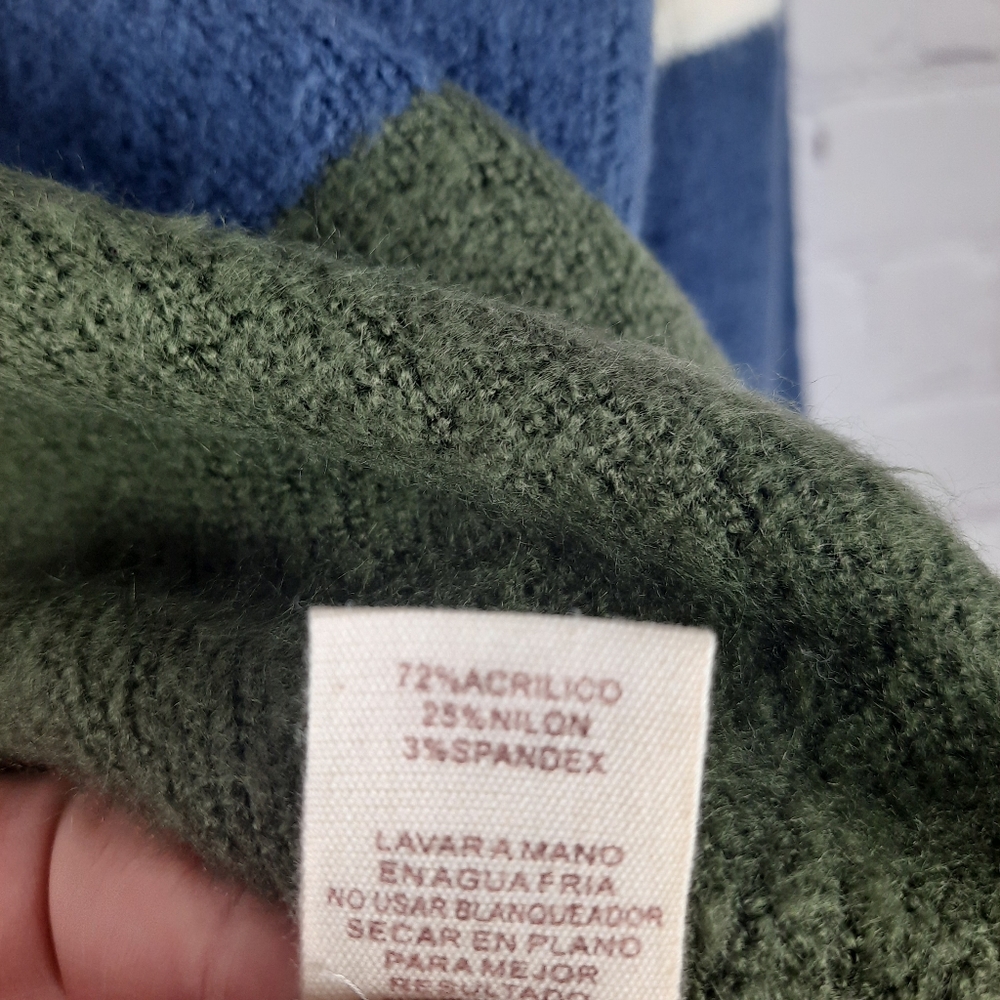 72%ACRILICO
25%NILON
3%SPANDEX
LAVAR A MANO
EN AGUA FRIA
NO USAR BLANQUEADOR
SECAR EN PLANO
PARA MEJOR
RESULTADO